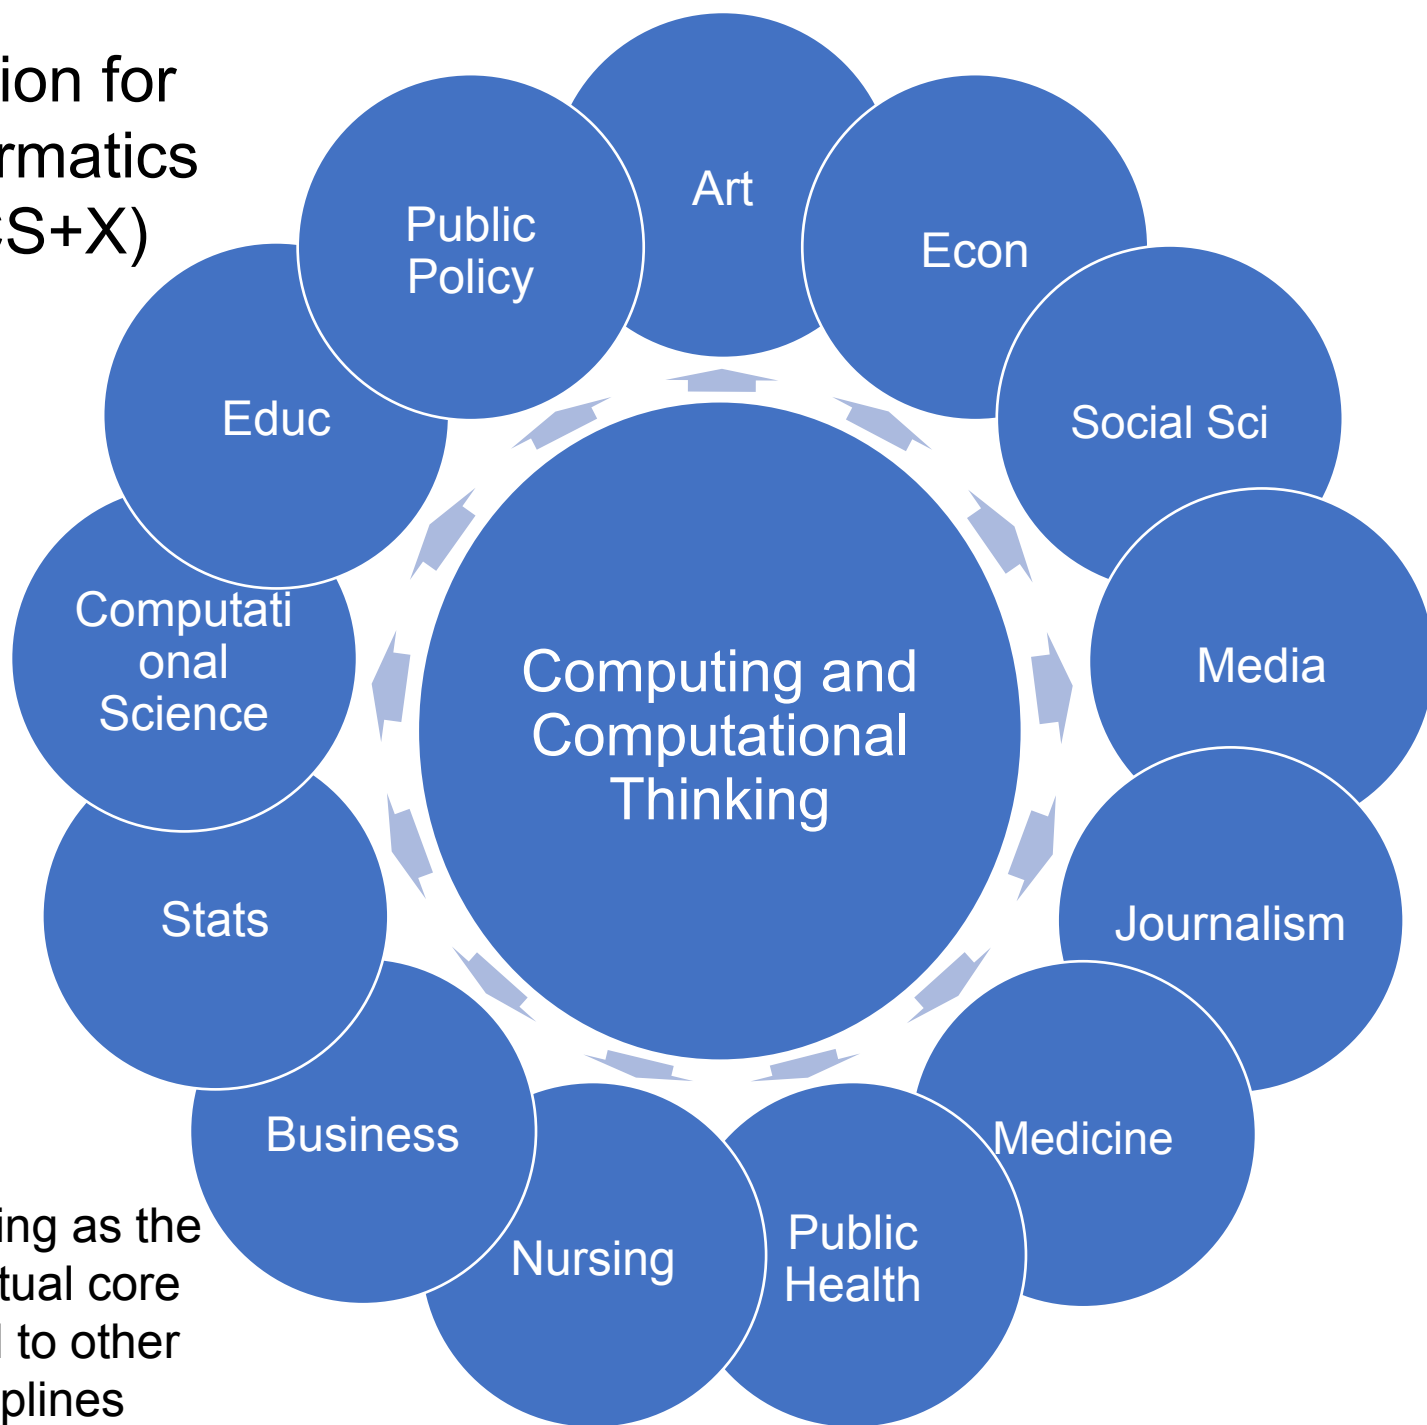 ion for
rmatics
CS+X)
Art
Public
Policy
Econ
Educ
Social Sci
Computati
onal
Science
Computing and
Computational
Thinking
Media
Stats
Journalism
Business
Medicine
Nursing
Public
Health
ing as the
tual core
l to other
plines